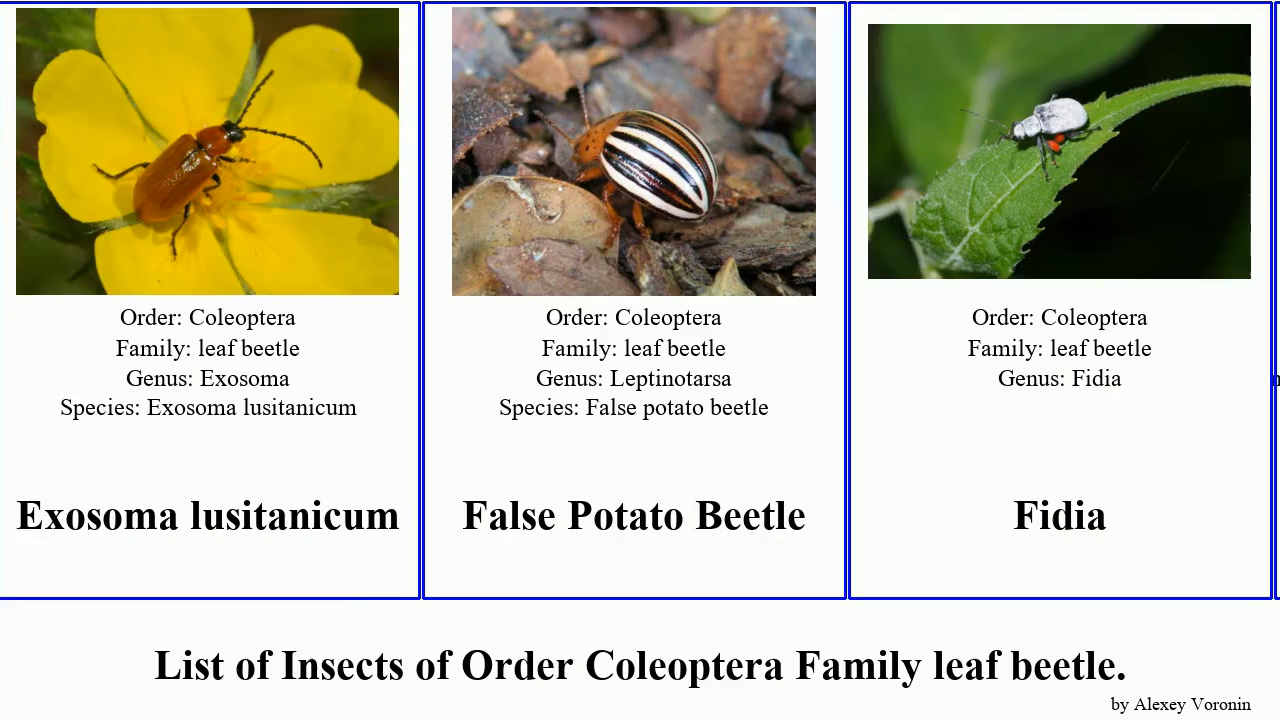 Order: Coleoptera
Family: leaf beetle
Genus: Exosoma
Species: Exosoma lusitanicum
Exosoma lusitanicum
Order: Coleoptera
Family: leaf beetle
Genus: Leptinotarsa
Species: False potato beetle
False Potato Beetle
Order: Coleoptera
Family: leaf beetle
Genus: Fidia
Fidia
List of Insects of Order Coleoptera Family leaf beetle.
by Alexey Voronin